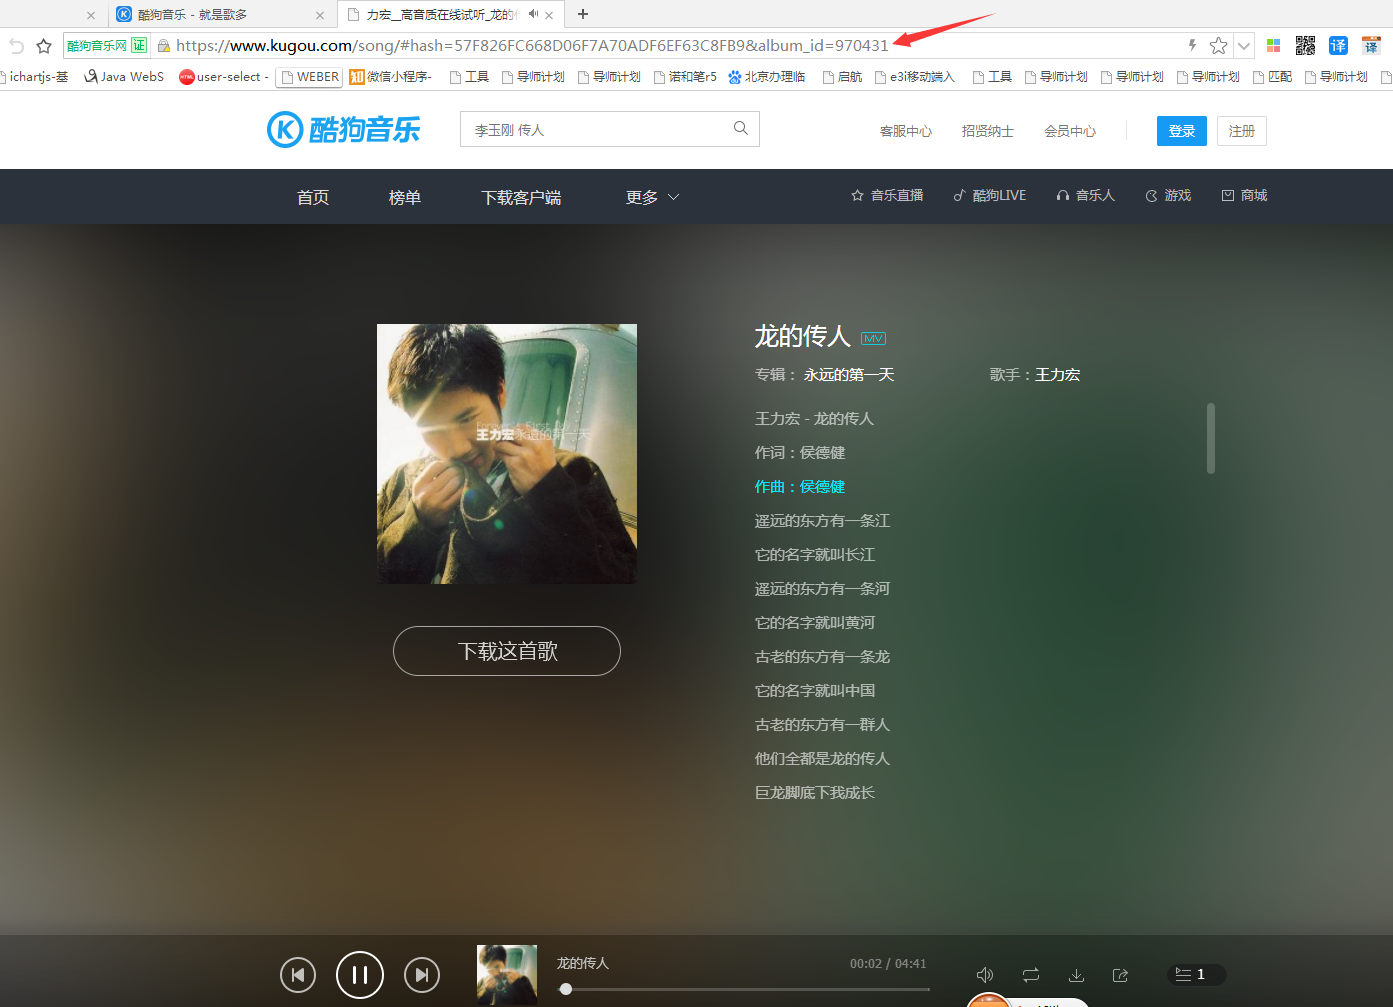 酷狗音乐 - 就是歌多
力宏__高音质在线试听_龙的
酷狗音乐网 证 https://www.kugou.com/song/#hash=57F826FC668D06F7A70ADF6EF63C8FB9&album_id=970431 译 译
ichartjs-基 Java WebS user-select - WEBER 知 微信小程序- 工具 导师计划 导师计划 诺和笔r5 北京办理临 启航 e3i移动端入 工具 导师计划 导师计划 导师计划 匹配 导师计划
K 酷狗音乐 李玉刚 传人 客服中心 招贤纳士 会员中心 登录 注册
首页 榜单 下载客户端 更多 音乐直播 酷狗LIVE 音乐人 游戏 商城
龙的传人 MV
专辑： 永远的第一天 歌手：王力宏
Forever's First Day
王力宏永遠的第一天
王力宏 - 龙的传人
作词：侯德健
作曲：侯德健
遥远的东方有一条江
它的名字就叫长江
遥远的东方有一条河
它的名字就叫黄河
古老的东方有一条龙
它的名字就叫中国
古老的东方有一群人
他们全都是龙的传人
巨龙脚底下我成长
下载这首歌
龙的传人 00:02 / 04:41 1